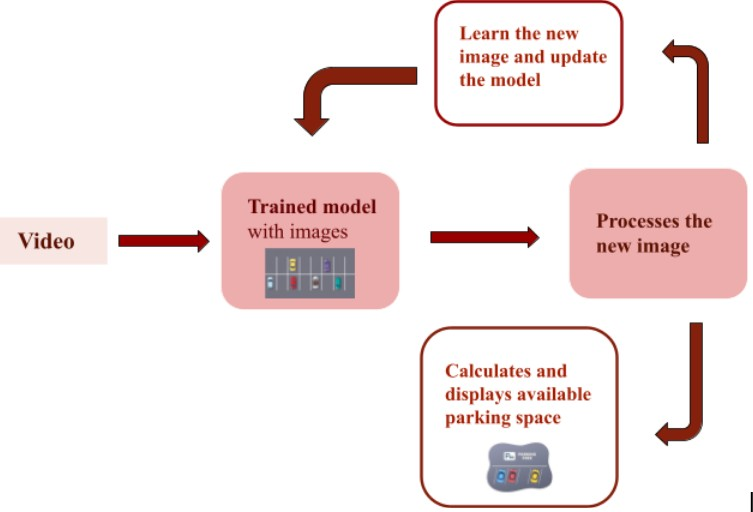 Learn the new
image and update
the model
Video
Trained model
with images
Processes the
new image
Calculates and
displays available
parking space